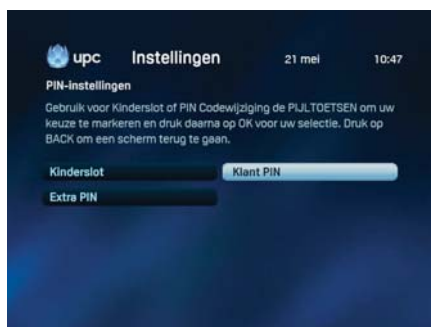 upc Instellingen 21 mei 10:47
PIN-instellingen
Gebruik voor Kinderslot of PIN Codewijziging de PIJLTOETSEN om uw
keuze te markeren en druk daarna op OK voor uw selectie. Druk op
BACK om een scherm terug te gaan.
Kinderslot Klant PIN
Extra PIN